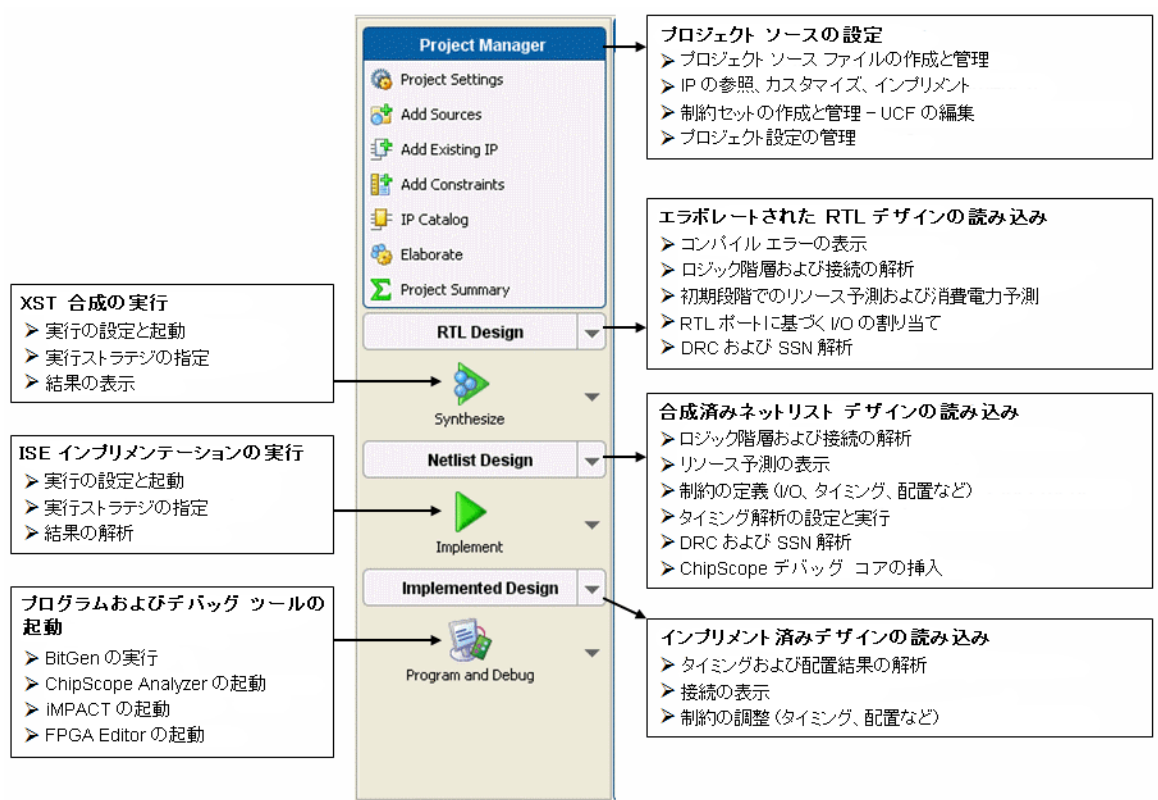 Project Manager
Project Settings
Add Sources
Add Existing IP
Add Constraints
IP Catalog
Elaborate
Project Summary
RTL Design
Synthesize
Netlist Design
Implement
Implemented Design
Program and Debug
XST 合成の実行
➤ 実行の設定と起動
➤ 実行ストラテジの指定
➤ 結果の表示
ISE インプリメンテーションの実行
➤ 実行の設定と起動
➤ 実行ストラテジの指定
➤ 結果の解析
プログラムおよびデバッグ ツールの
起動
➤ BitGen の実行
➤ ChipScope Analyzer の起動
➤ iMPACT の起動
➤ FPGA Editor の起動
プロジェクト ソースの設定
➤ プロジェクト ソース ファイルの作成と管理
➤ IP の参照、カスタマイズ、インプリメント
➤ 制約セットの作成と管理 – UCF の編集
➤ プロジェクト設定の管理
エラボレートされた RTL デザインの読み込み
➤ コンパイル エラーの表示
➤ ロジック階層および接続の解析
➤ 初期段階でのリソース予測および消費電力予測
➤ RTL ポートに基づく I/O の割り当て
➤ DRC および SSN 解析
合成済みネットリスト デザインの読み込み
➤ ロジック階層および接続の解析
➤ リソース予測の表示
➤ 制約の定義 (I/O、タイミング、配置など)
➤ タイミング解析の設定と実行
➤ DRC および SSN 解析
➤ ChipScope デバッグ コアの挿入
インプリメント済みデザインの読み込み
➤ タイミングおよび配置結果の解析
➤ 接続の表示
➤ 制約の調整 (タイミング、配置など)